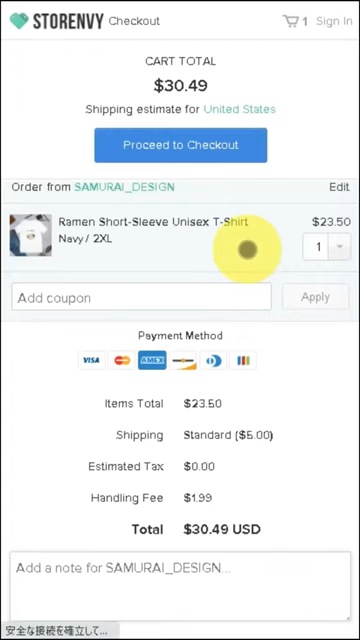 STORENVY Checkout 1 Sign In
CART TOTAL
$30.49
Shipping estimate for United States
Proceed to Checkout
Order from SAMURAI_DESIGN Edit
Ramen Short-Sleeve Unisex T-Shirt $23.50
Navy / 2XL 1
Add coupon Apply
Payment Method
VISA AMEX
Items Total $23.50
Shipping Standard ($5.00)
Estimated Tax $0.00
Handling Fee $1.99
Total $30.49 USD
Add a note for SAMURAI_DESIGN...
安全な接続を確立して...